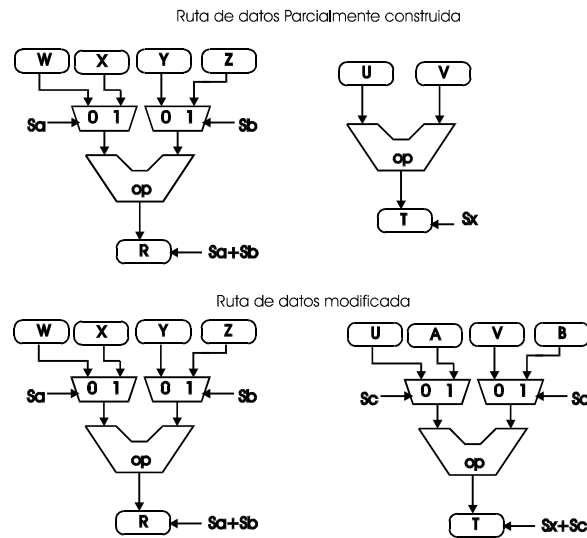 Ruta de datos Parcialmente construida
W X Y Z U V
Sa 0 1 0 1 Sb
op op
T Sx
R Sa+Sb
Ruta de datos modificada
W X Y Z U A V B
Sa 0 1 0 1 Sb Sc 0 1 0 1 Sc
op op
R Sa+Sb T Sx+Sc